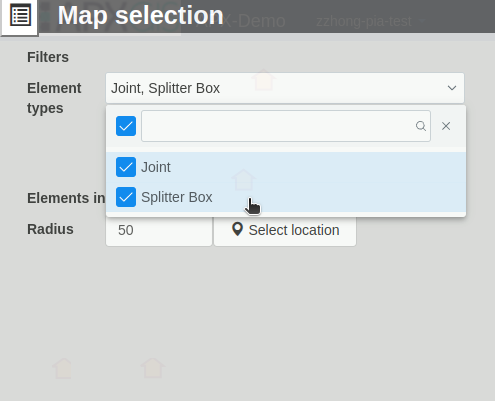 Map selection
X-Demo
zzhong-pia-test
Filters
Element types
Joint, Splitter Box
Joint
Splitter Box
Elements in
Radius
50
Select location